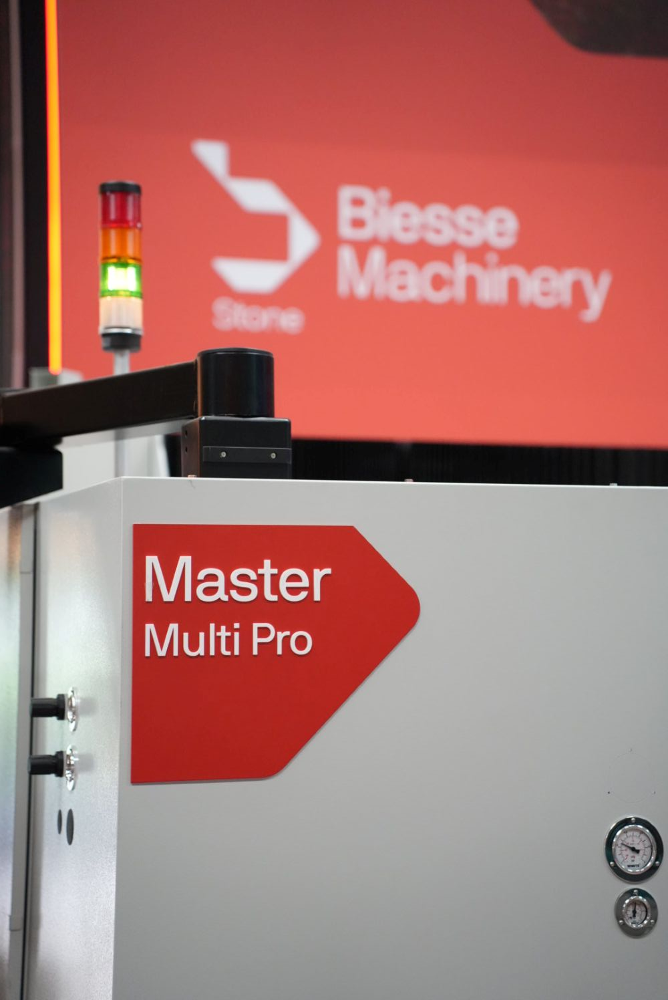 Biesse
Machinery
Stone
Master
Multi Pro